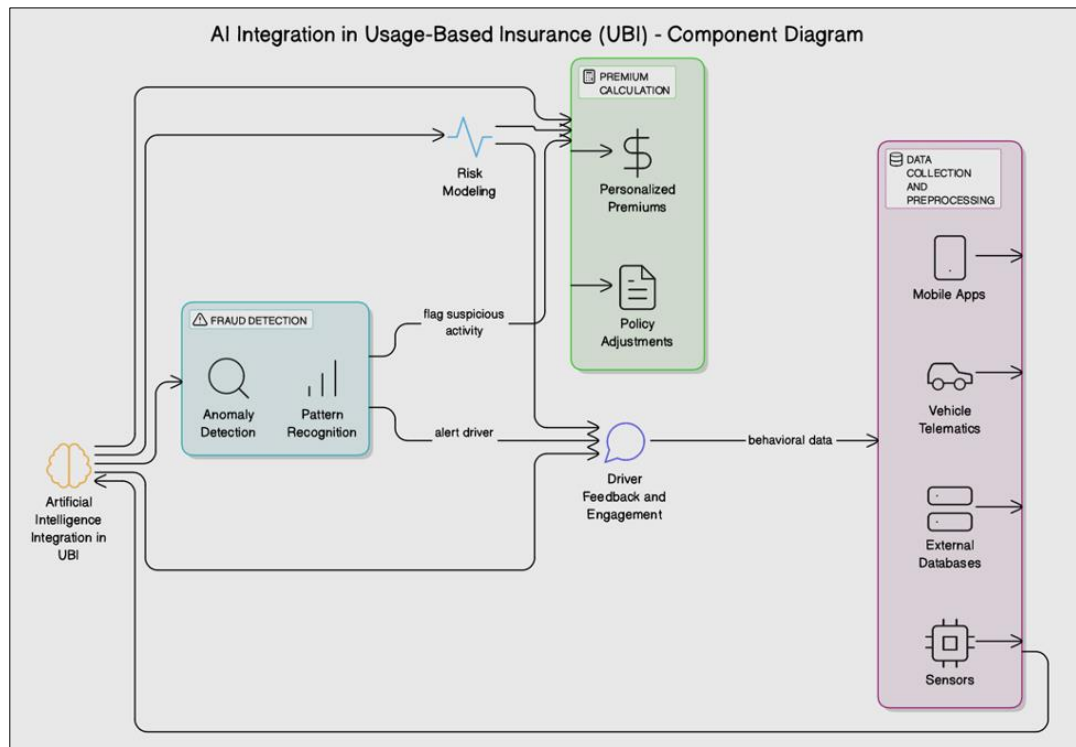 AI Integration in Usage-Based Insurance (UBI) - Component Diagram
PREMIUM
CALCULATION
Risk
Modeling
Personalized
Premiums
Policy
Adjustments
DATA
COLLECTION
AND
PREPROCESSING
Mobile Apps
Vehicle
Telematics
External
Databases
Sensors
FRAUD DETECTION
Anomaly
Detection
Pattern
Recognition
flag suspicious
activity
alert driver
Driver
Feedback and
Engagement
behavioral data
Artificial
Intelligence
Integration in
UBI